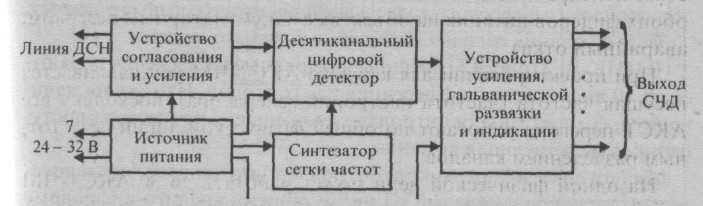 Линия ДСН
Устройство
согласования
и усиления
Десятиканальный
цифровой
детектор
Устройство
усиления,
гальванической
развязки
и индикации
Выход
СЧД
7
24 – 32 В
Источник
питания
Синтезатор
сетки частот